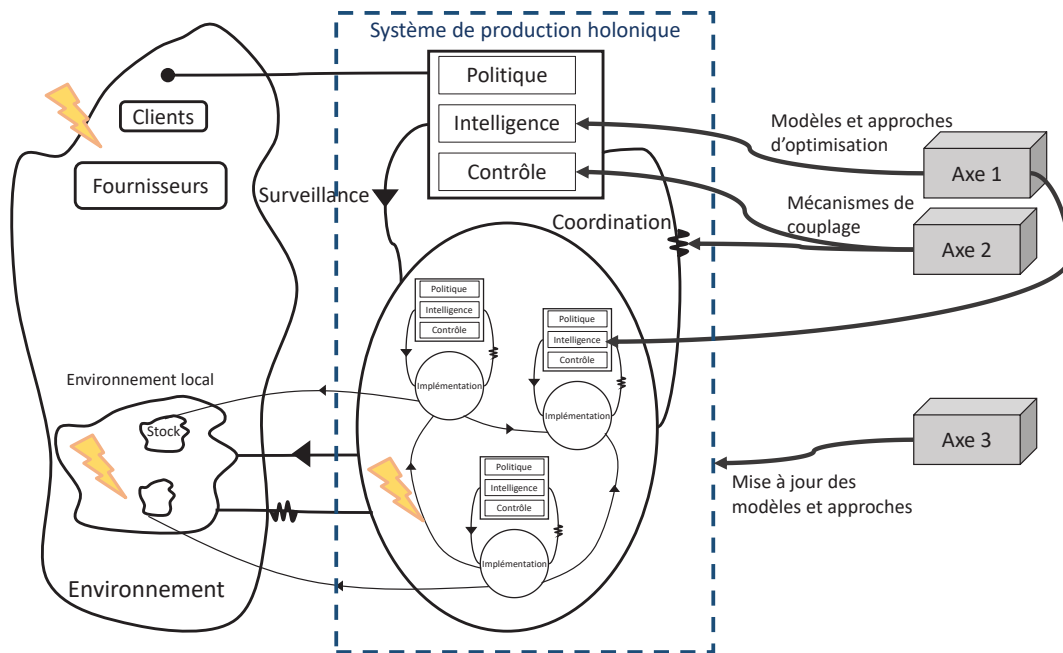 Système de production holonique
Politique
Intelligence
Contrôle
Clients
Fournisseurs
Surveillance
Coordination
Modèles et approches
d'optimisation
Axe 1
Mécanismes de
couplage
Axe 2
Politique
Intelligence
Contrôle
Implémentation
Politique
Intelligence
Contrôle
Implémentation
Environnement local
Stock
Axe 3
Mise à jour des
modèles et approches
Politique
Intelligence
Contrôle
Implémentation
Environnement